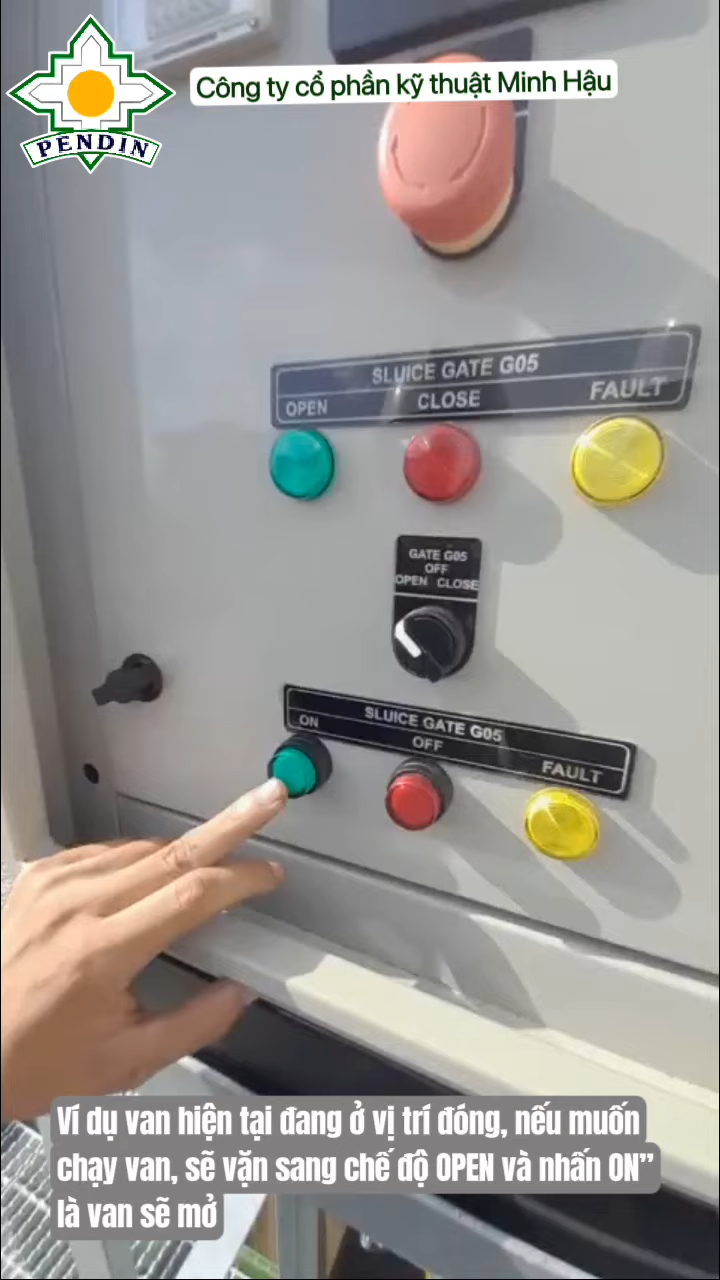 PENDIN
Công ty cổ phần kỹ thuật Minh Hậu
SLUICE GATE G05
OPEN CLOSE FAULT
GATE G05
OFF
OPEN CLOSE
SLUICE GATE G05
ON OFF FAULT
Ví dụ van hiện tại đang ở vị trí đóng, nếu muốn
chạy van, sẽ vặn sang chế độ OPEN và nhấn ON”
là van sẽ mở